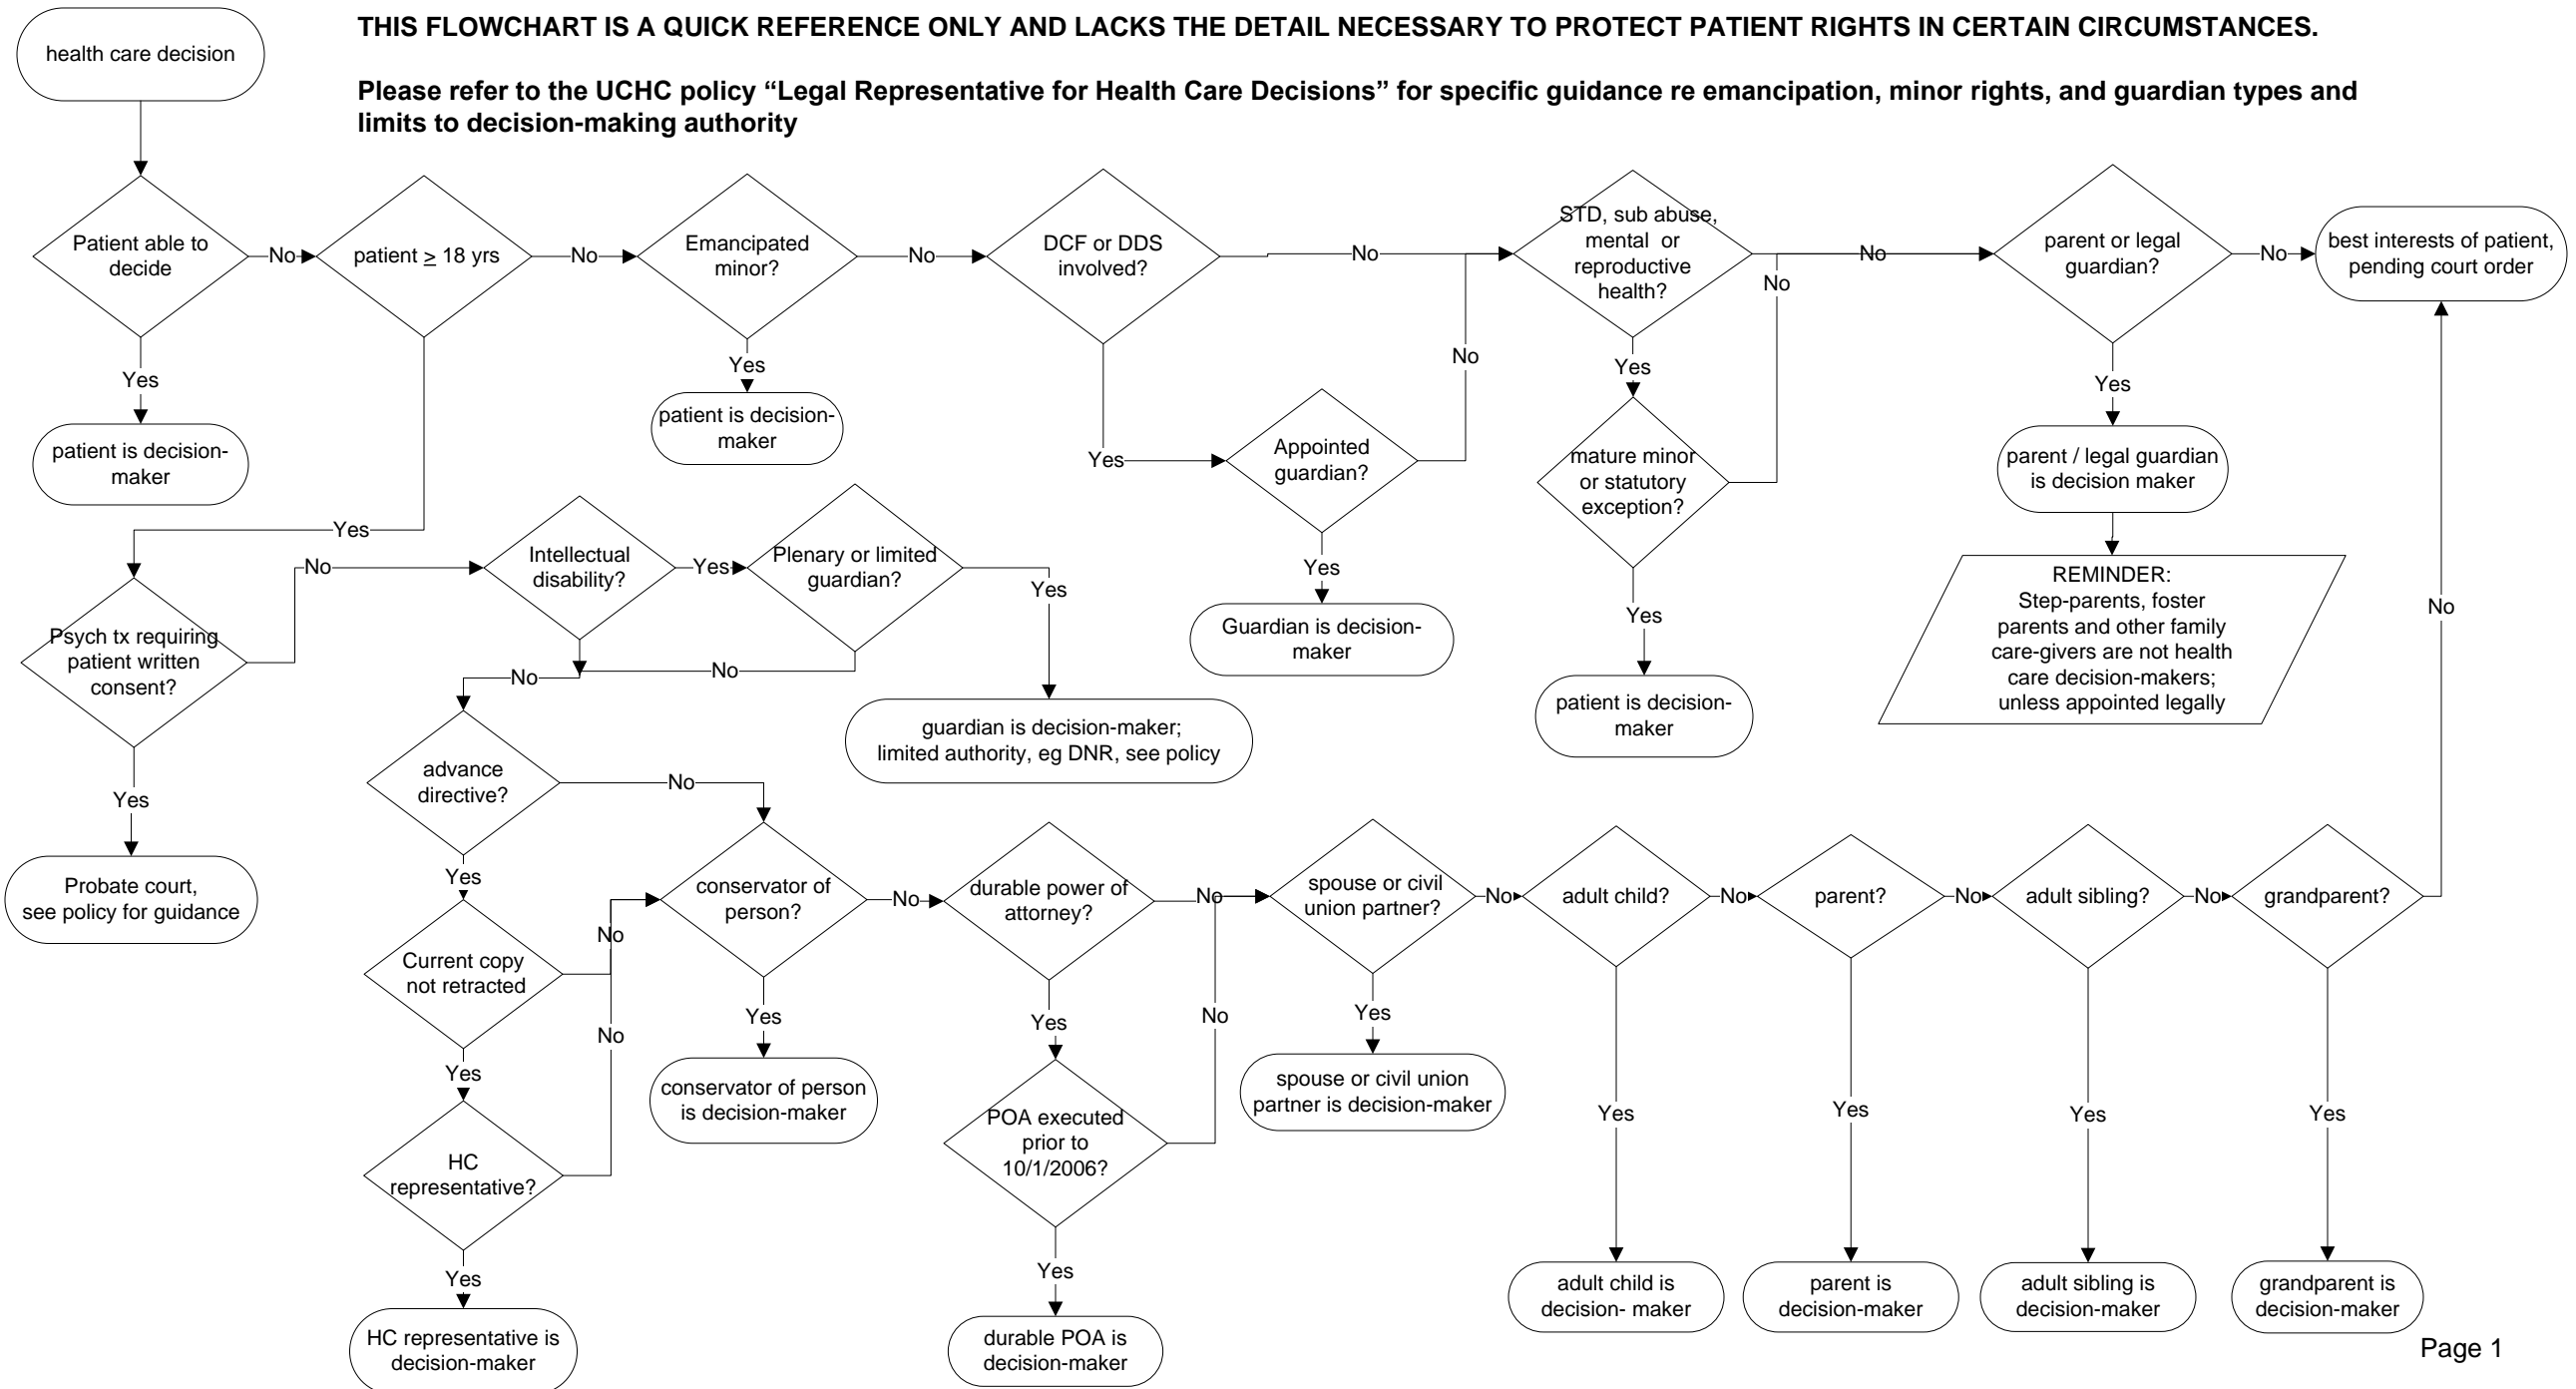 THIS FLOWCHART IS A QUICK REFERENCE ONLY AND LACKS THE DETAIL NECESSARY TO PROTECT PATIENT RIGHTS IN CERTAIN CIRCUMSTANCES.
Please refer to the UCHC policy “Legal Representative for Health Care Decisions” for specific guidance re emancipation, minor rights, and guardian types and
limits to decision-making authority
health care decision
Patient able to
decide
No
patient ≥ 18 yrs
No
Emancipated
minor?
No
DCF or DDS
involved?
No
STD, sub abuse,
mental or
reproductive
health?
No
No
parent or legal
guardian?
No
best interests of patient,
pending court order
Yes
patient is decision-
maker
Yes
patient is decision-
maker
Yes
Appointed
guardian?
No
Yes
Guardian is decision-
maker
Yes
mature minor
or statutory
exception?
Yes
patient is decision-
maker
Yes
parent / legal guardian
is decision maker
REMINDER:
Step-parents, foster
parents and other family
care-givers are not health
care decision-makers;
unless appointed legally
Yes
Psych tx requiring
patient written
consent?
No
Yes
Probate court,
see policy for guidance
Intellectual
disability?
Yes
Plenary or limited
guardian?
Yes
No
No
guardian is decision-maker;
limited authority, eg DNR, see policy
advance
directive?
No
Yes
Current copy
not retracted
No
Yes
HC
representative?
No
Yes
HC representative is
decision-maker
conservator of
person?
No
Yes
conservator of person
is decision-maker
durable power of
attorney?
No
Yes
POA executed
prior to
10/1/2006?
No
Yes
durable POA is
decision-maker
spouse or civil
union partner?
No
Yes
spouse or civil union
partner is decision-maker
adult child?
No
Yes
adult child is
decision- maker
parent?
No
Yes
parent is
decision-maker
adult sibling?
No
Yes
adult sibling is
decision-maker
grandparent?
No
Yes
grandparent is
decision-maker
Page 1